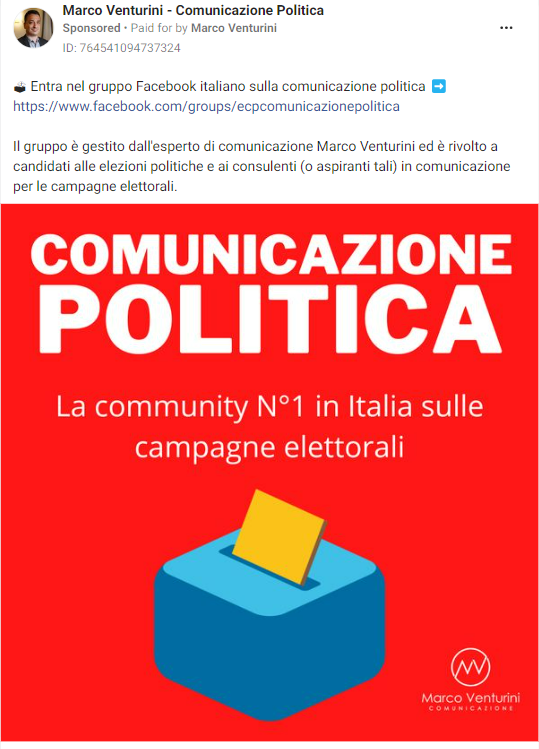 Marco Venturini - Comunicazione Politica
Sponsored • Paid for by Marco Venturini
ID: 764541094737324
🗳️ Entra nel gruppo Facebook italiano sulla comunicazione politica ➡️
https://www.facebook.com/groups/ecpcomunicazionepolitica
Il gruppo è gestito dall'esperto di comunicazione Marco Venturini ed è rivolto a
candidati alle elezioni politiche e ai consulenti (o aspiranti tali) in comunicazione
per le campagne elettorali.
COMUNICAZIONE
POLITICA
La community N°1 in Italia sulle
campagne elettorali
Marco Venturini
COMUNICAZIONE